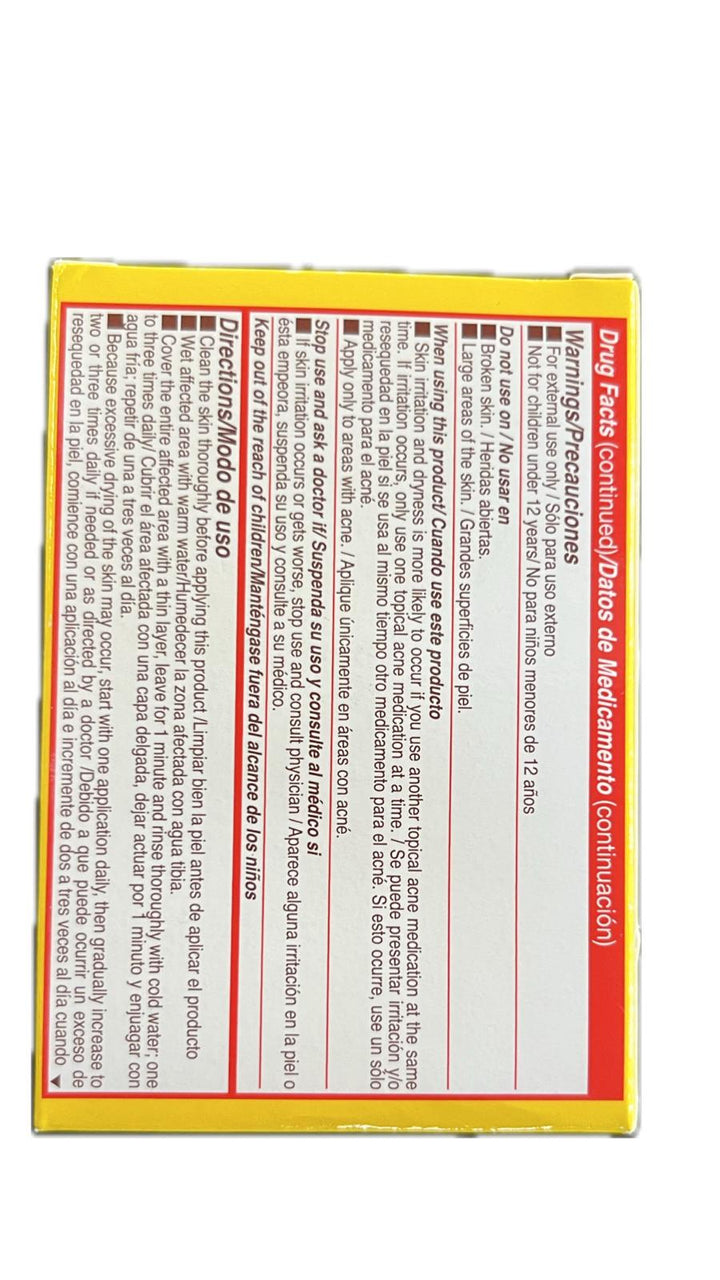 Drug Facts (continued)/Datos de Medicamento (continuación)
Warnings/Precauciones
■ For external use only / Sólo para uso externo
■ Not for children under 12 years/ No para niños menores de 12 años
Do not use on / No usar en
■ Broken skin. / Heridas abiertas.
■ Large areas of the skin. / Grandes superficies de piel.
When using this product/ Cuando use este producto
■ Skin irritation and dryness is more likely to occur if you use another topical acne medication at the same
time. If irritation occurs, only use one topical acne medication at a time. / Se puede presentar irritación y/o
resequedad en la piel si se usa al mismo tiempo otro medicamento para el acné. Si esto ocurre, use un sólo
medicamento para el acné.
■ Apply only to areas with acne. / Aplique únicamente en áreas con acné.
Stop use and ask a doctor if/ Suspenda su uso y consulte al médico si
■ If skin irritation occurs or gets worse, stop use and consult physician / Aparece alguna irritación en la piel o
ésta empeora, suspenda su uso y consulte a su médico.
Keep out of the reach of children/Manténgase fuera del alcance de los niños
Directions/Modo de uso
■ Clean the skin thoroughly before applying this product /Limpiar bien la piel antes de aplicar el producto
■ Wet affected area with warm water/Humedecer la zona afectada con agua tibia.
■ Cover the entire affected area with a thin layer, leave for 1 minute and rinse thoroughly with cold water; one
to three times daily/ Cubrir el área afectada con una capa delgada, dejar actuar por 1 minuto y enjuagar con
agua fria; repetir de una a tres veces al día.
■ Because excessive drying of the skin may occur, start with one application daily, then gradually increase to
two or three times daily if needed or as directed by a doctor /Debido a que puede ocurrir un exceso de
resequedad en la piel, comience con una aplicación al día e incremente de dos a tres veces al día cuando ▼